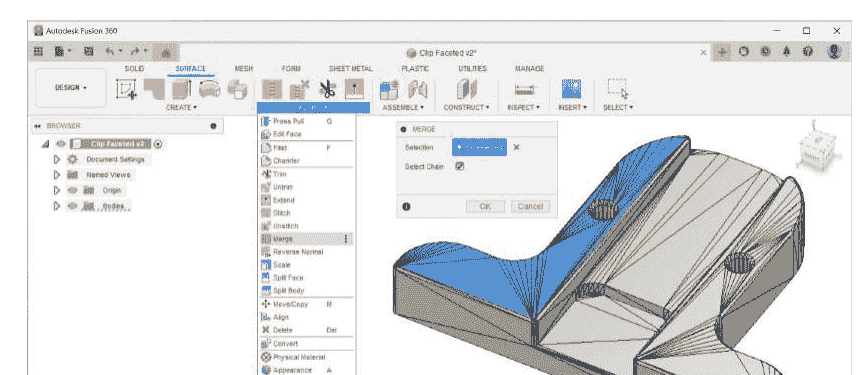 Autodesk Fusion 360
Clip Faceted v2*
SOLID SURFACE MESH FORM SHEET METAL PLASTIC UTILITIES MANAGE
DESIGN
CREATE ASSEMBLE CONSTRUCT INSPECT INSERT SELECT
BROWSER
Clip Faceted v2
Document Settings
Named Views
Origin
Bodies
Press Pull Q
Edit Face
Fillet F
Chamfer
Trim
Untrim
Extend
Stitch
Unstitch
Merge
Reverse Normal
Scale
Split Face
Split Body
Move/Copy M
Align
Delete Del
Convert
Physical Material
Appearance A
MERGE
Selection
Select Chain
OK Cancel